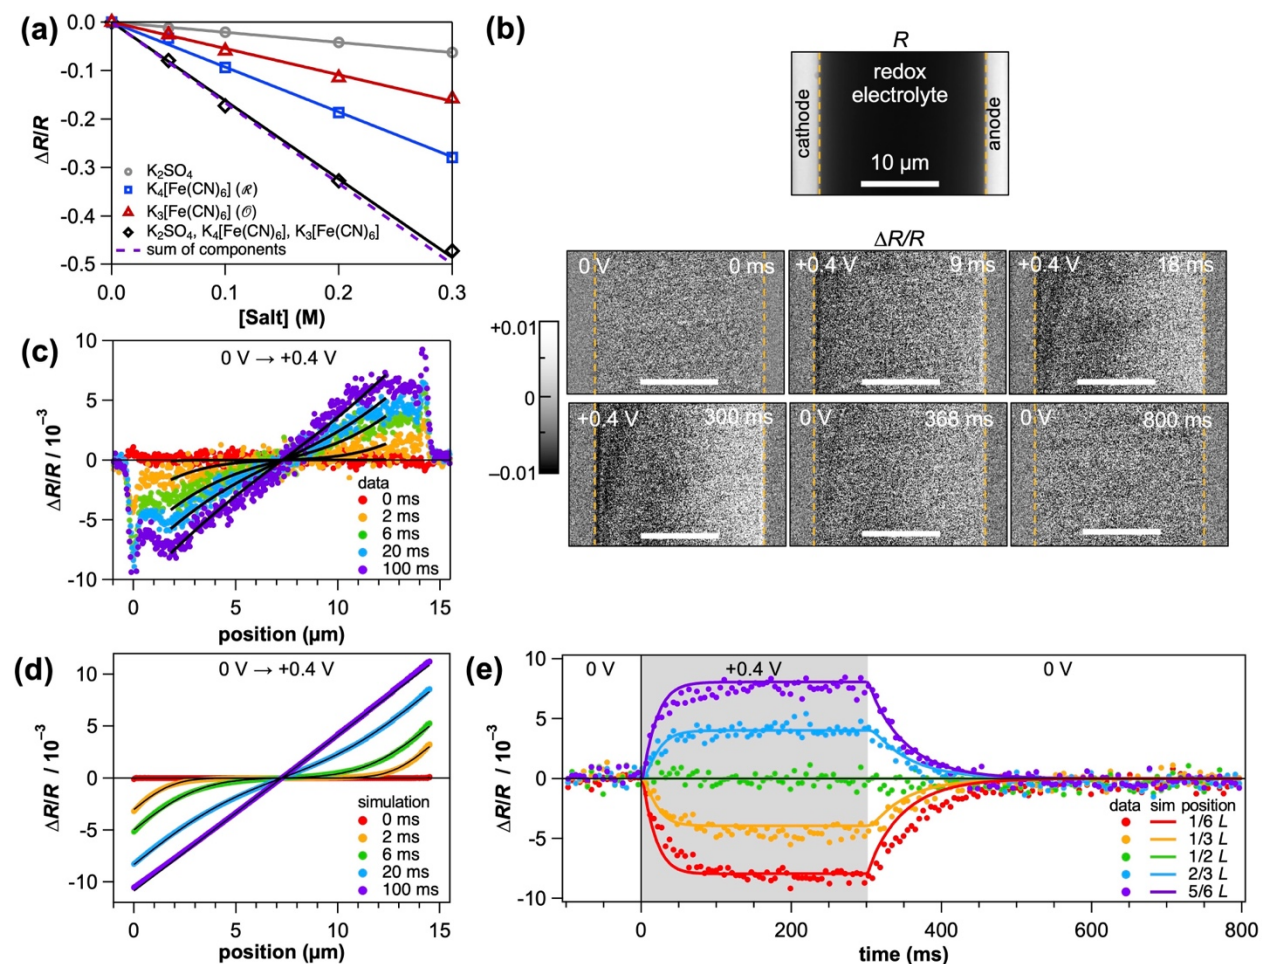 (a)
0.0
-0.1
-0.2
-0.3
-0.4
-0.5
ΔR/R
K₂SO₄
K₄[Fe(CN)₆] (ℛ)
K₃[Fe(CN)₆] (𝒪)
K₂SO₄, K₄[Fe(CN)₆], K₃[Fe(CN)₆]
sum of components
0.0 0.1 0.2 0.3
[Salt] (M)
(b)
R
cathode
redox
electrolyte
10 µm
anode
ΔR/R
0 V 0 ms
+0.4 V 9 ms
+0.4 V 18 ms
+0.4 V 300 ms
0 V 368 ms
0 V 800 ms
+0.01
0
−0.01
(c)
0 V → +0.4 V
10
5
0
-5
-10
ΔR/R / 10⁻³
data
0 ms
2 ms
6 ms
20 ms
100 ms
0 5 10 15
position (µm)
(d)
0 V → +0.4 V
10
5
0
-5
-10
ΔR/R / 10⁻³
simulation
0 ms
2 ms
6 ms
20 ms
100 ms
0 5 10 15
position (µm)
(e)
0 V +0.4 V 0 V
10
5
0
-5
-10
ΔR/R / 10⁻³
data sim position
1/6 L
1/3 L
1/2 L
2/3 L
5/6 L
0 200 400 600 800
time (ms)